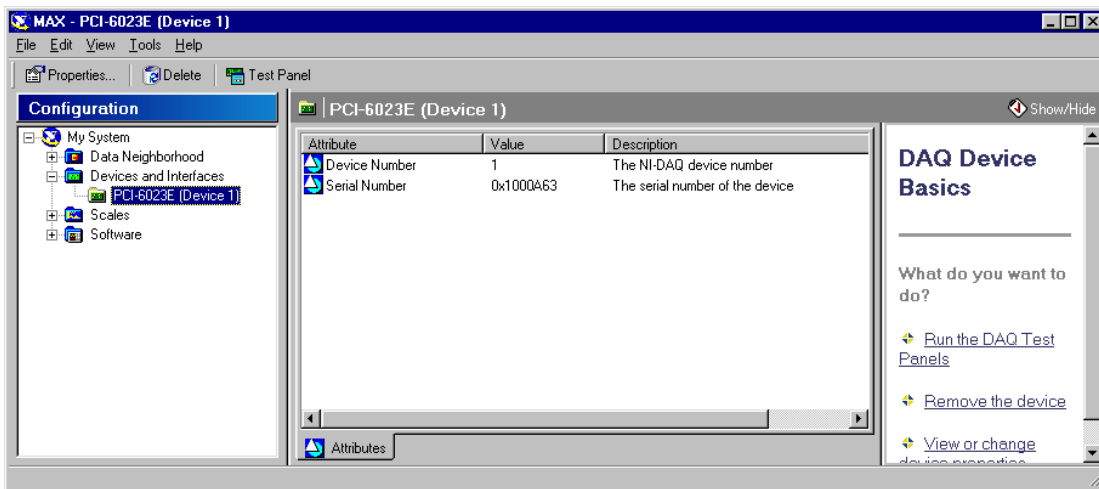 MAX - PCI-6023E (Device 1)
File Edit View Tools Help
Properties... Delete Test Panel
Configuration
My System
Data Neighborhood
Devices and Interfaces
PCI-6023E (Device 1)
Scales
Software
PCI-6023E (Device 1)
Show/Hide
Attribute Value Description
Device Number 1 The NI-DAQ device number
Serial Number 0x1000A63 The serial number of the device
Attributes
DAQ Device
Basics
What do you want to
do?
Run the DAQ Test
Panels
Remove the device
View or change
device properties